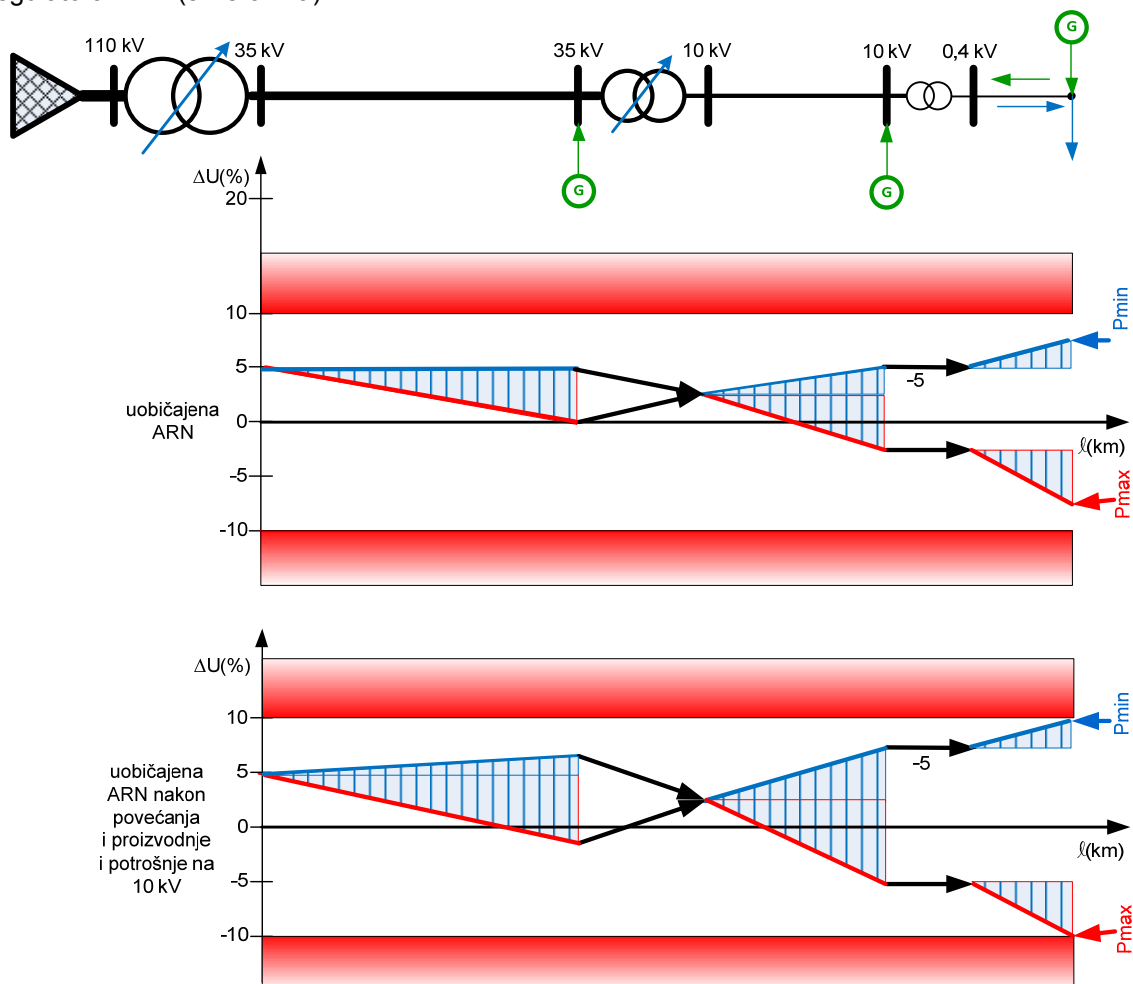 110 kV
35 kV
35 kV
10 kV
10 kV
0,4 kV
G
G
G
ΔU(%)
20
10
5
0
-5
-10
uobičajena
ARN
-5
ℓ(km)
Pmin
Pmax
ΔU(%)
10
5
0
-5
-10
uobičajena
ARN nakon
povećanja
i proizvodnje
i potrošnje na
10 kV
-5
ℓ(km)
Pmin
Pmax